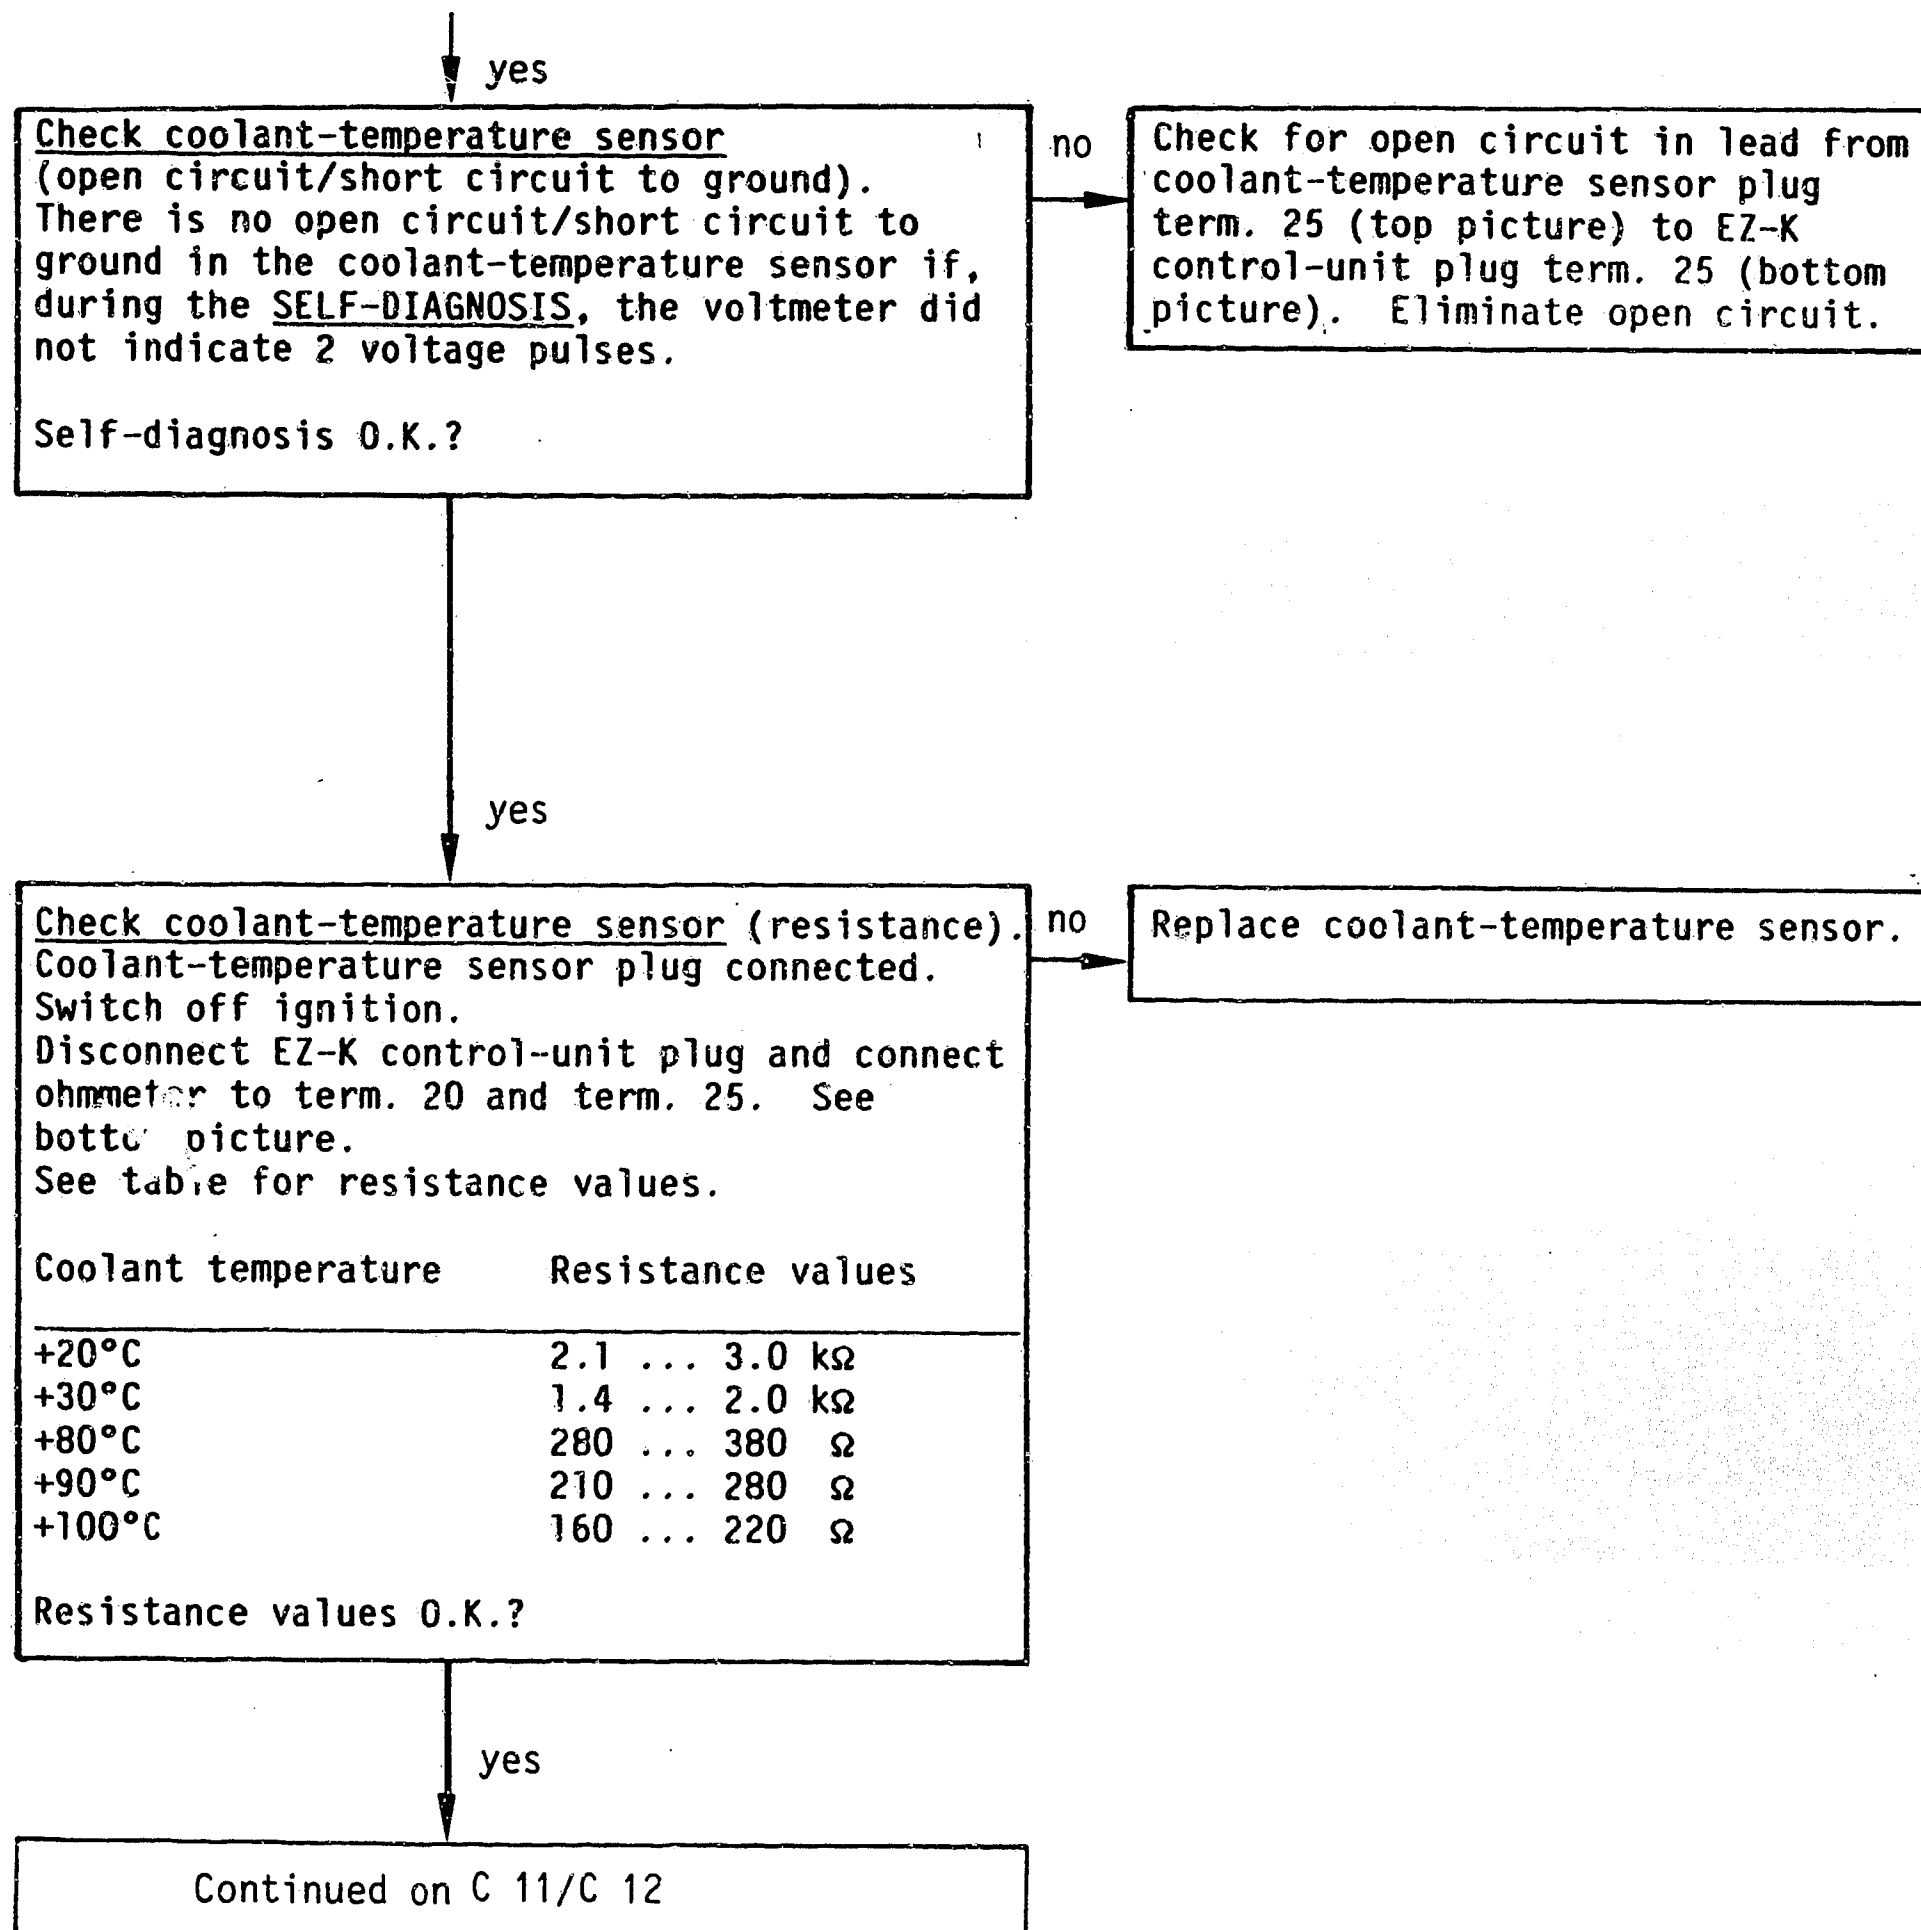 yes
Check coolant-temperature sensor
(open circuit/short circuit to ground).
There is no open circuit/short circuit to
ground in the coolant-temperature sensor if,
during the SELF-DIAGNOSIS, the voltmeter did
not indicate 2 voltage pulses.
Self-diagnosis O.K.?
no
Check for open circuit in lead from
coolant-temperature sensor plug
term. 25 (top picture) to EZ-K
control-unit plug term. 25 (bottom
picture). Eliminate open circuit.
yes
Check coolant-temperature sensor (resistance).
Coolant-temperature sensor plug connected.
Switch off ignition.
Disconnect EZ-K control-unit plug and connect
ohmmeter to term. 20 and term. 25. See
picture.
See table for resistance values.
Coolant temperature Resistance values
+20°C 2.1 ... 3.0 kΩ
+30°C 1.4 ... 2.0 kΩ
+80°C 280 ... 380 Ω
+90°C 210 ... 280 Ω
+100°C 160 ... 220 Ω
Resistance values O.K.?
no
Replace coolant-temperature sensor.
yes
Continued on C 11/C 12